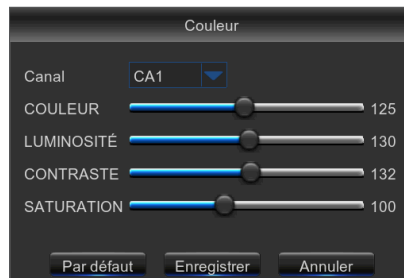 Couleur
Canal CA1
COULEUR 125
LUMINOSITÉ 130
CONTRASTE 132
SATURATION 100
Par défaut Enregistrer Annuler